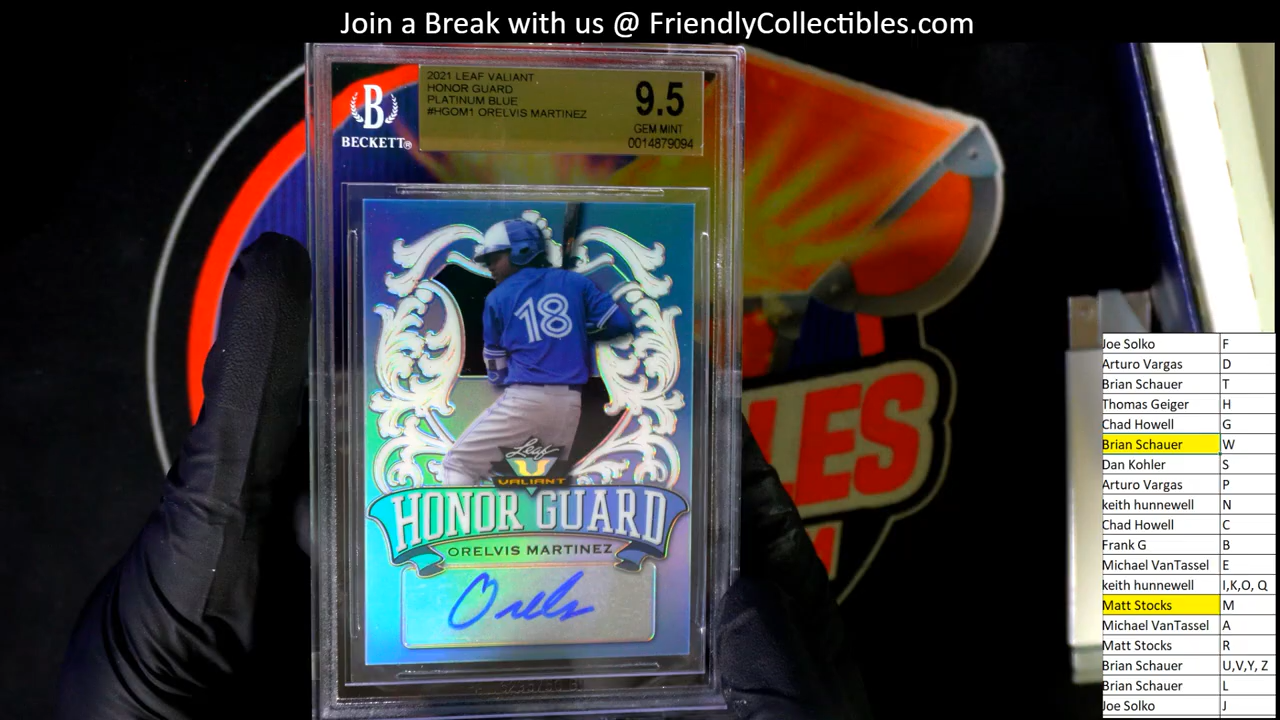 Join a Break with us @ FriendlyCollectibles.com
B
BECKETT®
2021 LEAF VALIANT
HONOR GUARD
PLATINUM BLUE
#HGOM1 ORELVIS MARTINEZ
9.5
GEM MINT
0014879094
18
Leaf
VALIANT
HONOR GUARD
ORELVIS MARTINEZ
Orels
LES
Joe Solko F
Arturo Vargas D
Brian Schauer T
Thomas Geiger H
Chad Howell G
Brian Schauer W
Dan Kohler S
Arturo Vargas P
keith hunnewell N
Chad Howell C
Frank G B
Michael VanTassel E
keith hunnewell I,K,O, Q
Matt Stocks M
Michael VanTassel A
Matt Stocks R
Brian Schauer U,V,Y, Z
Brian Schauer L
Joe Solko J